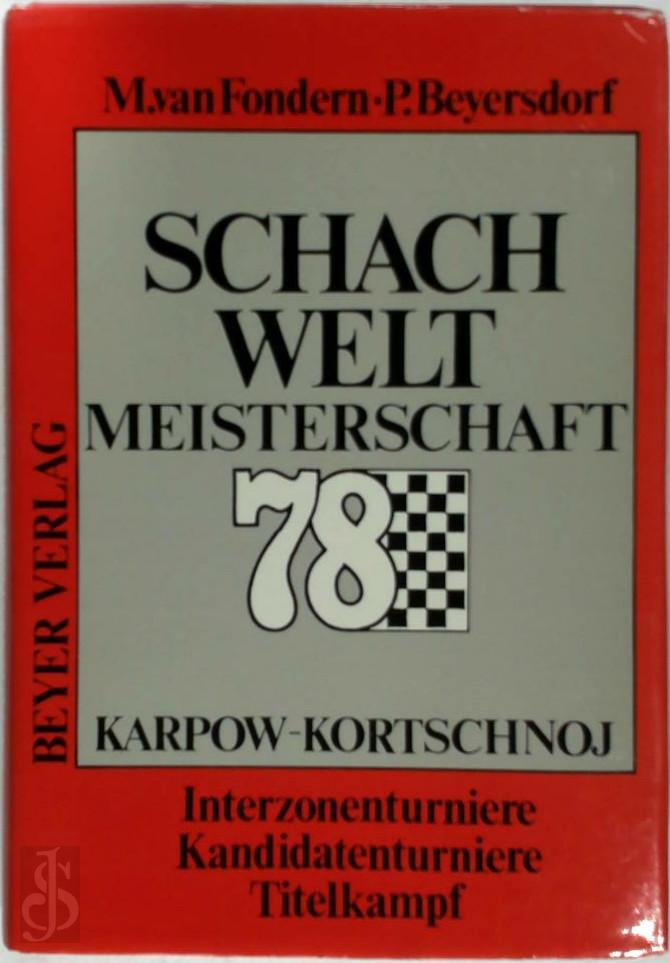 M.van Fondern·P.Beyersdorf
SCHACH
WELT
MEISTERSCHAFT
78
KARPOW-KORTSCHNOJ
BEYER VERLAG
Interzonenturniere
Kandidatenturniere
Titelkampf